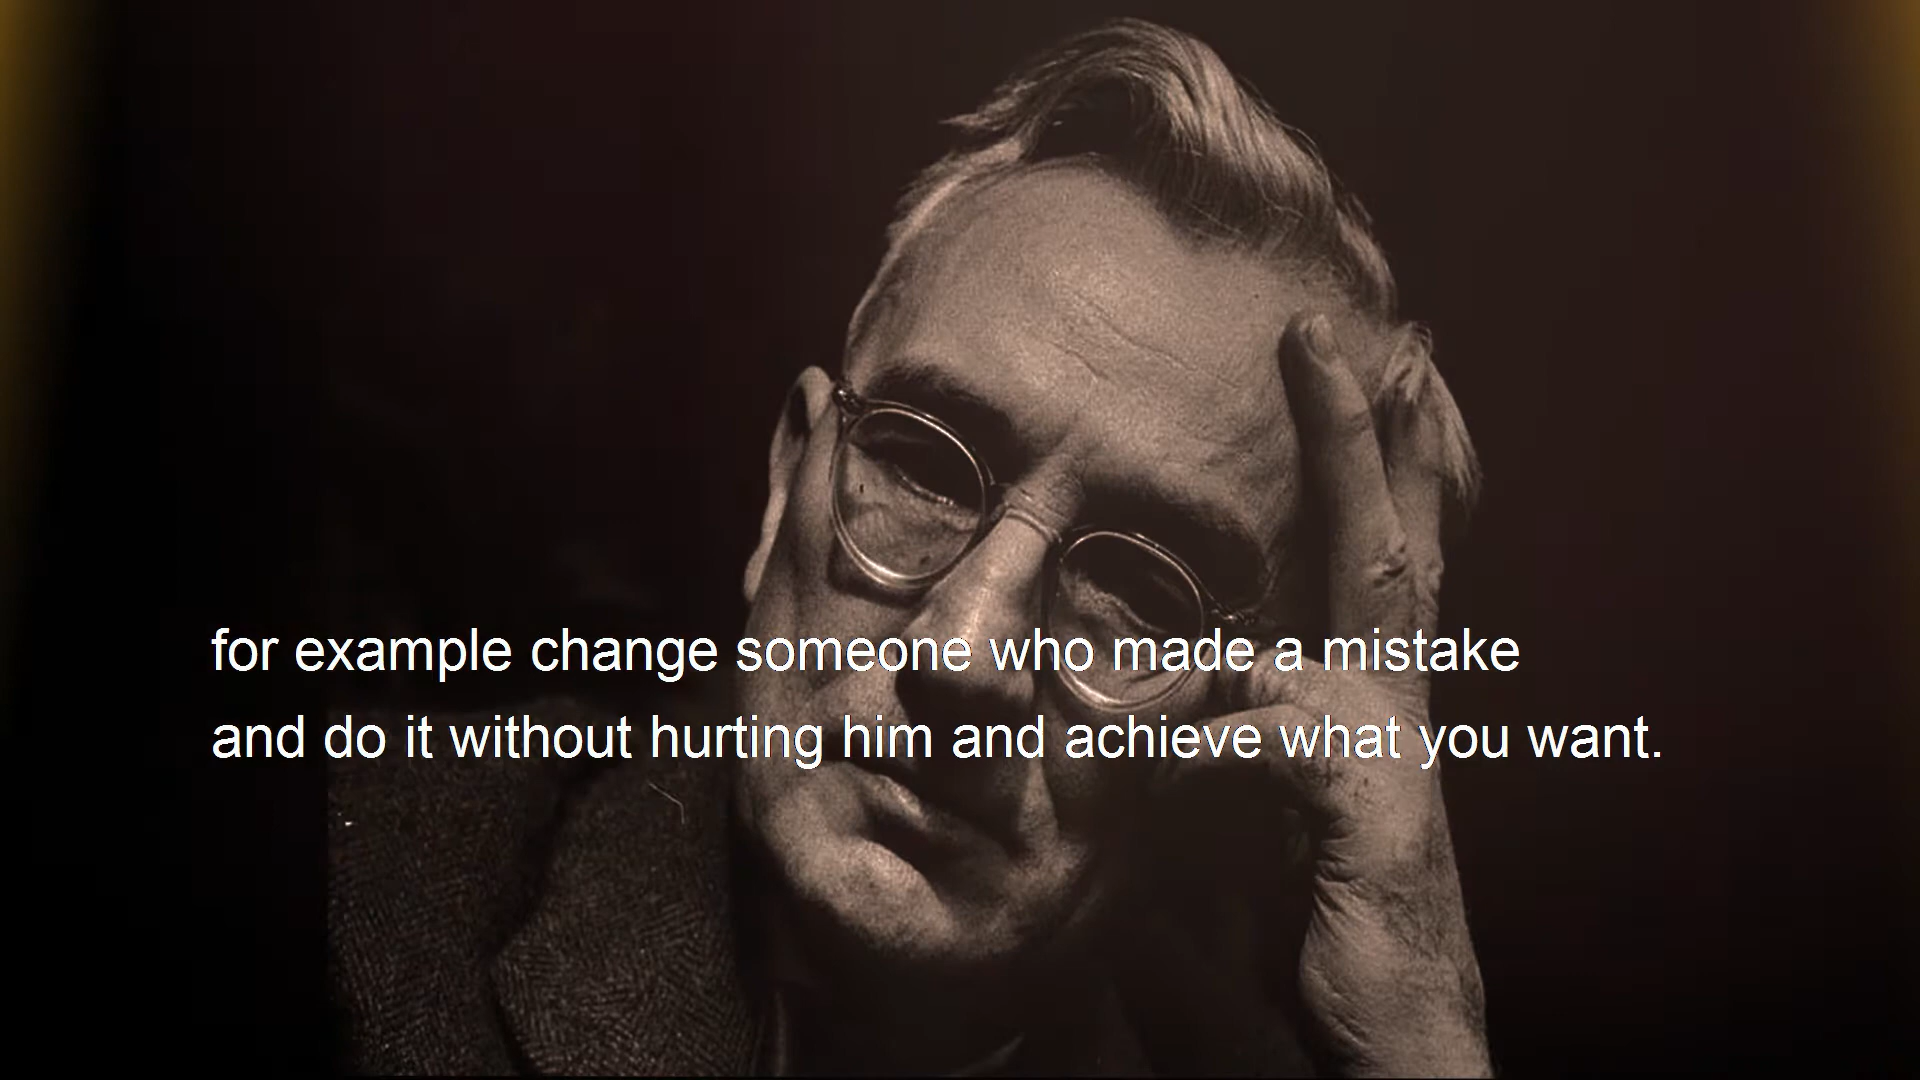 for example change someone who made a mistake
and do it without hurting him and achieve what you want.